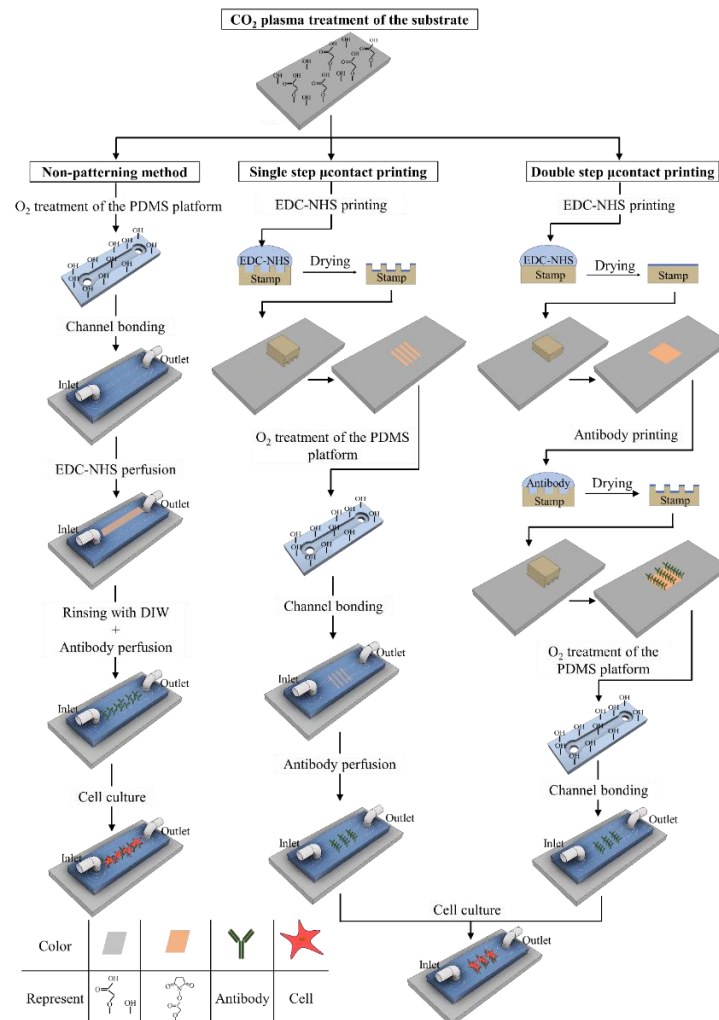 CO₂ plasma treatment of the substrate
Non-patterning method
O₂ treatment of the PDMS platform
Channel bonding
Inlet
Outlet
EDC-NHS perfusion
Inlet
Outlet
Rinsing with DIW
+
Antibody perfusion
Inlet
Outlet
Cell culture
Inlet
Outlet
Single step μcontact printing
EDC-NHS printing
EDC-NHS
Stamp
Drying
Stamp
O₂ treatment of the PDMS
platform
Channel bonding
Inlet
Outlet
Antibody perfusion
Inlet
Outlet
Double step μcontact printing
EDC-NHS printing
EDC-NHS
Stamp
Drying
Stamp
Antibody printing
Antibody
Stamp
Drying
Stamp
O₂ treatment of the
PDMS platform
Channel bonding
Inlet
Outlet
Cell culture
Inlet
Outlet
Color
Represent
Antibody
Cell